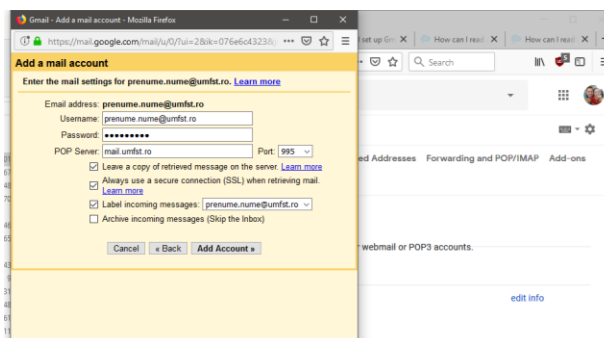 Gmail - Add a mail account - Mozilla Firefox
https://mail.google.com/mail/u/0/?ui=2&ik=076e6c4323&
Add a mail account
Enter the mail settings for prenume.nume@umfst.ro. Learn more
Email address: prenume.nume@umfst.ro
Username: prenume.nume@umfst.ro
Password: •••••••••
POP Server: mail.umfst.ro Port: 995
Leave a copy of retrieved message on the server. Learn more
Always use a secure connection (SSL) when retrieving mail.
Learn more
Label incoming messages: prenume.nume@umfst.ro
Archive incoming messages (Skip the Inbox)
Cancel « Back Add Account »
set up
How can I read
How can I read
Search
ed Addresses Forwarding and POP/IMAP Add-ons
webmail or POP3 accounts.
edit info